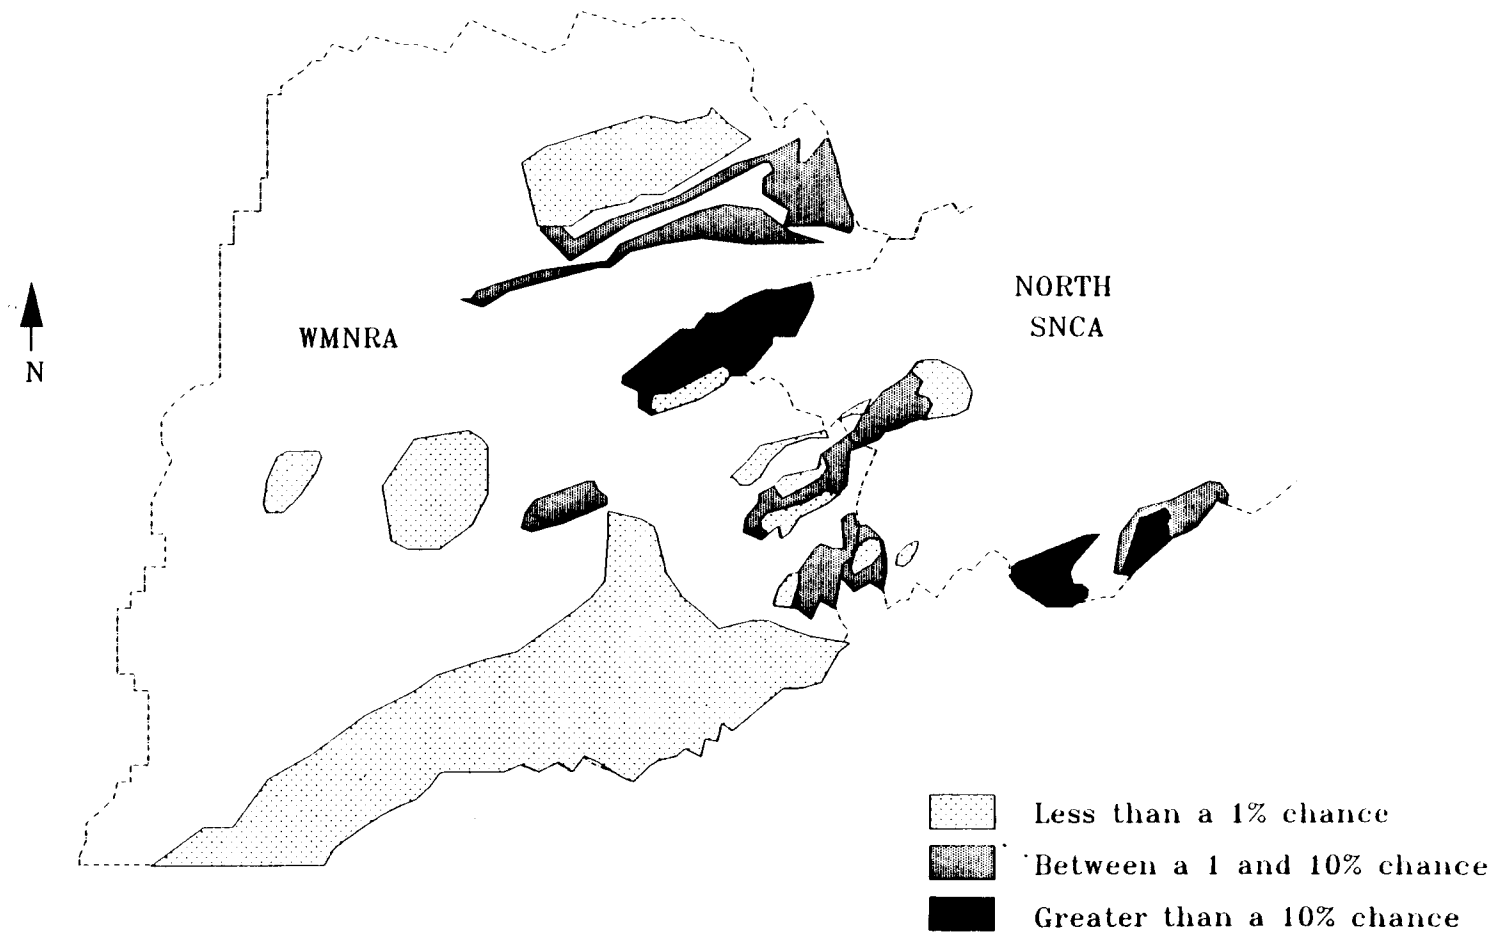 NORTH
SNCA
WMNRA
N
Less than a 1% chance
Between a 1 and 10% chance
Greater than a 10% chance